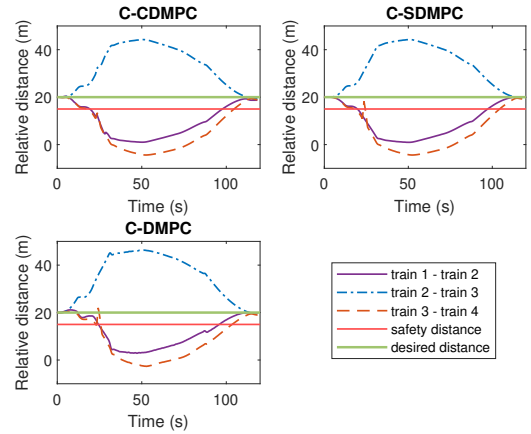 C-CDMPC
Relative distance (m)
40
20
0
0 50 100
Time (s)
C-SDMPC
Relative distance (m)
40
20
0
0 50 100
Time (s)
C-DMPC
Relative distance (m)
40
20
0
0 50 100
Time (s)
train 1 - train 2
train 2 - train 3
train 3 - train 4
safety distance
desired distance